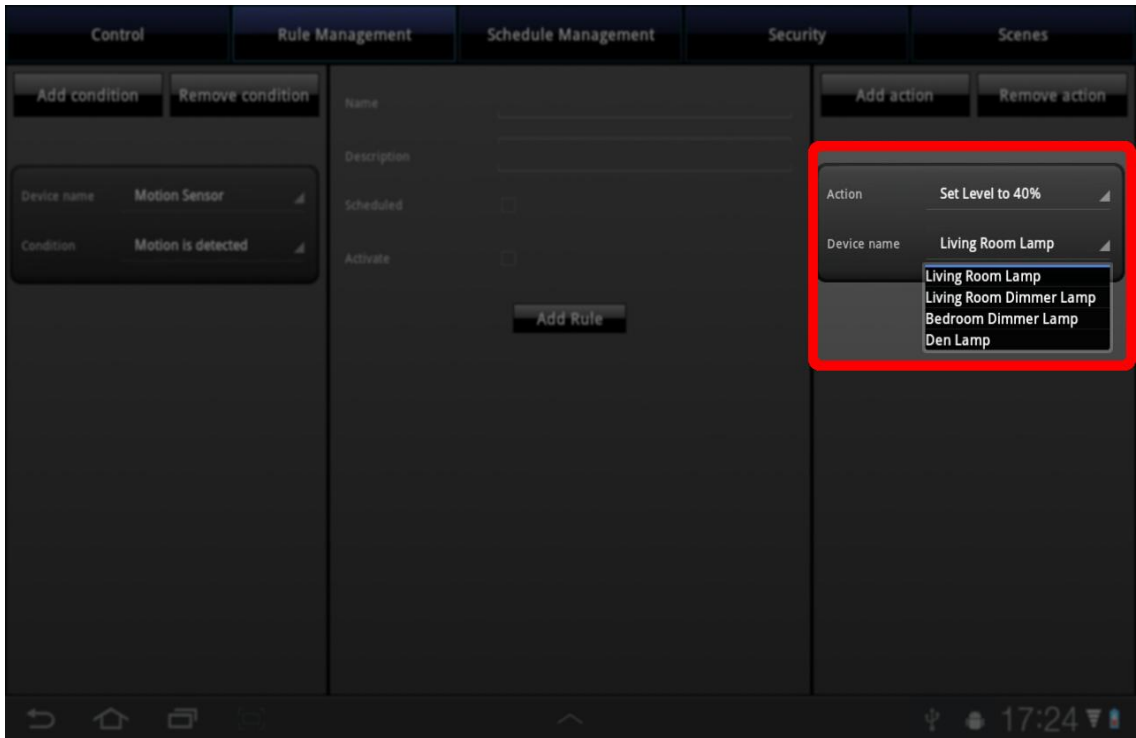 Control Rule Management Schedule Management Security Scenes
Add condition Remove condition
Device name Motion Sensor
Condition Motion is detected
Name
Description
Scheduled
Activate
Add Rule
Add action Remove action
Action Set Level to 40%
Device name Living Room Lamp
Living Room Lamp
Living Room Dimmer Lamp
Bedroom Dimmer Lamp
Den Lamp
17:24